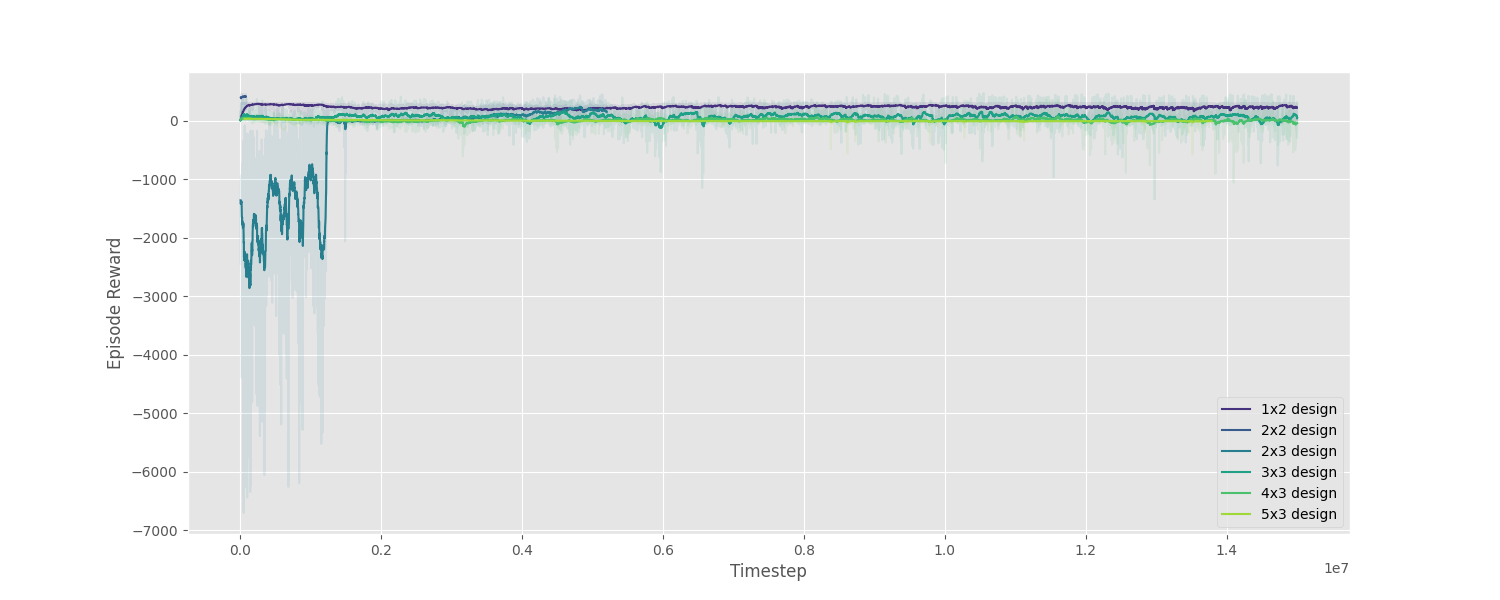 0
−1000
−2000
−3000
−4000
−5000
−6000
−7000
Episode Reward
0.0
0.2
0.4
0.6
0.8
1.0
1.2
1.4
1e7
Timestep
1x2 design
2x2 design
2x3 design
3x3 design
4x3 design
5x3 design